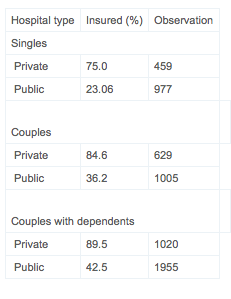 Hospital type Insured (%) Observation
Singles
Private 75.0 459
Public 23.06 977
Couples
Private 84.6 629
Public 36.2 1005
Couples with dependents
Private 89.5 1020
Public 42.5 1955